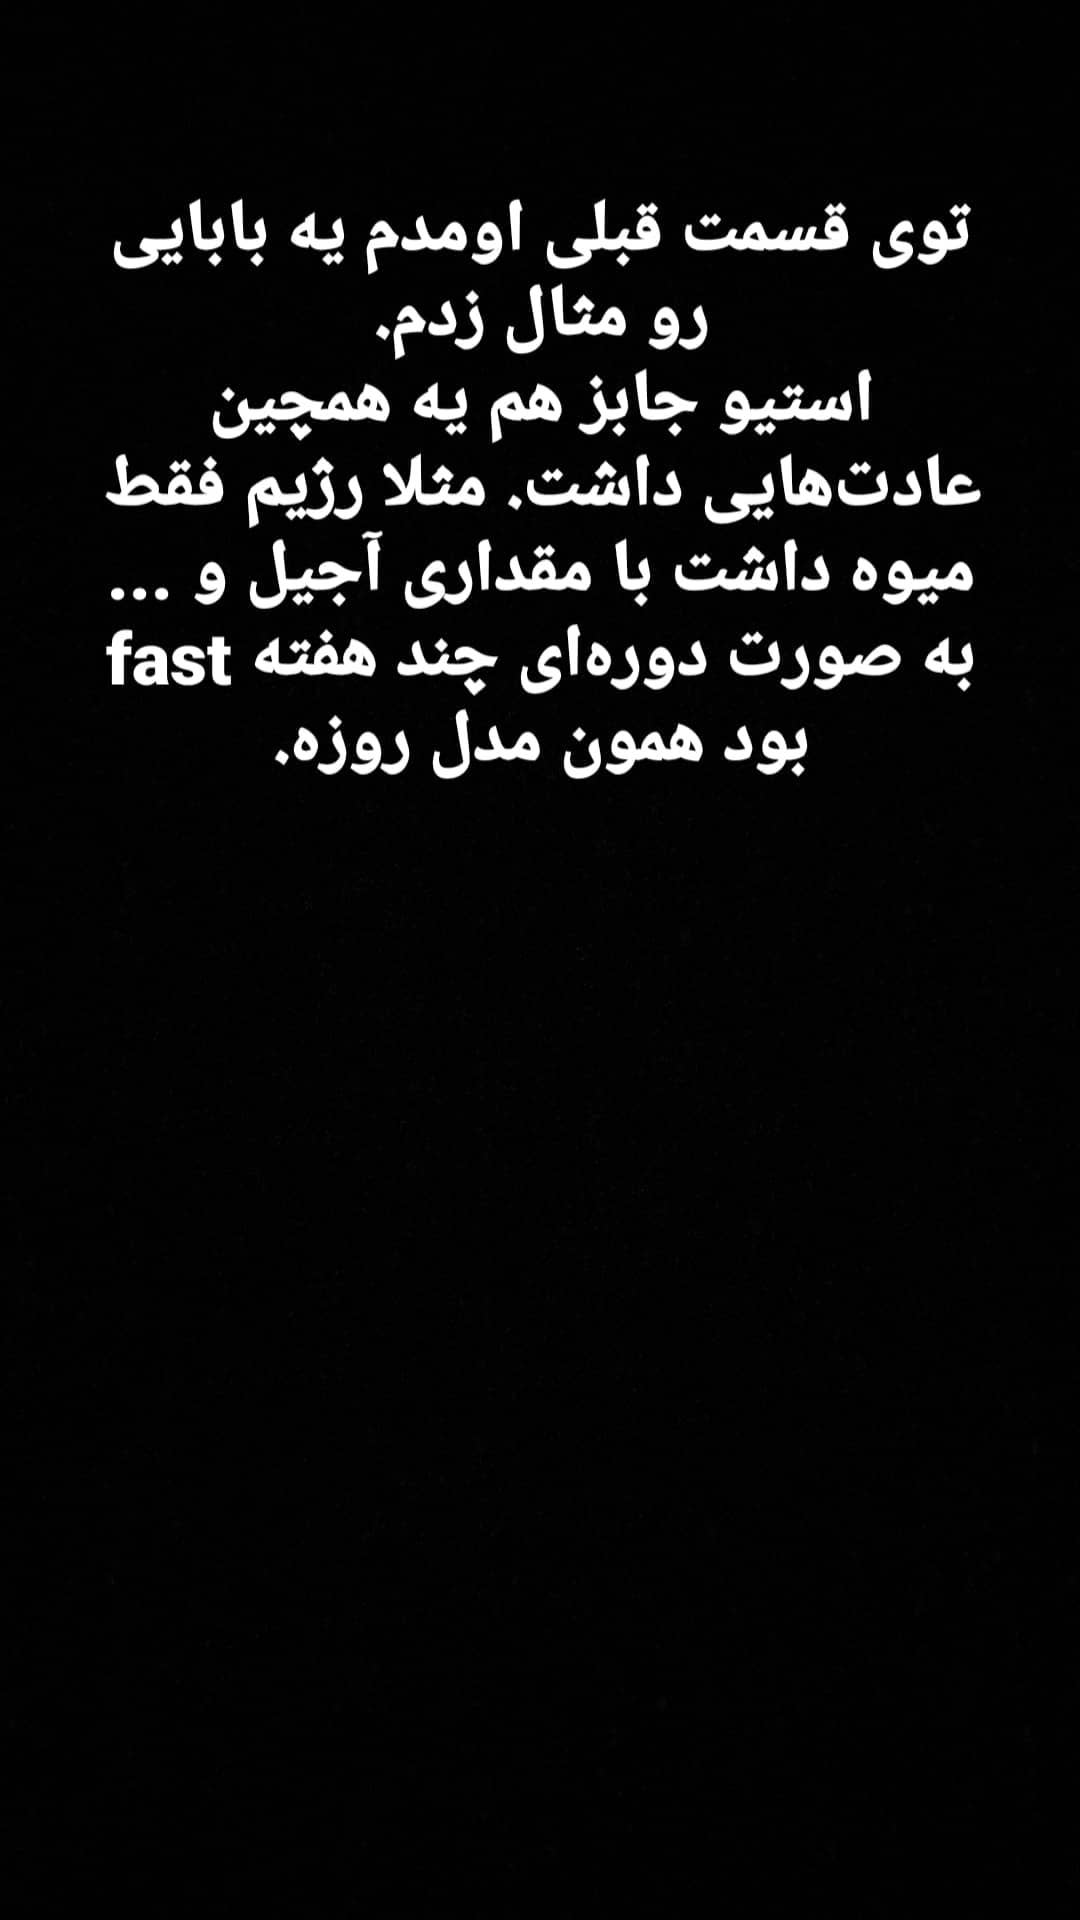 توی قسمت قبلی اومدم یه بابایی
رو مثال زدم.
استیو جابز هم یه همچین
عادت‌هایی داشت. مثلا رژیم فقط
میوه داشت با مقداری آجیل و ...
به صورت دوره‌ای چند هفته fast
بود همون مدل روزه.